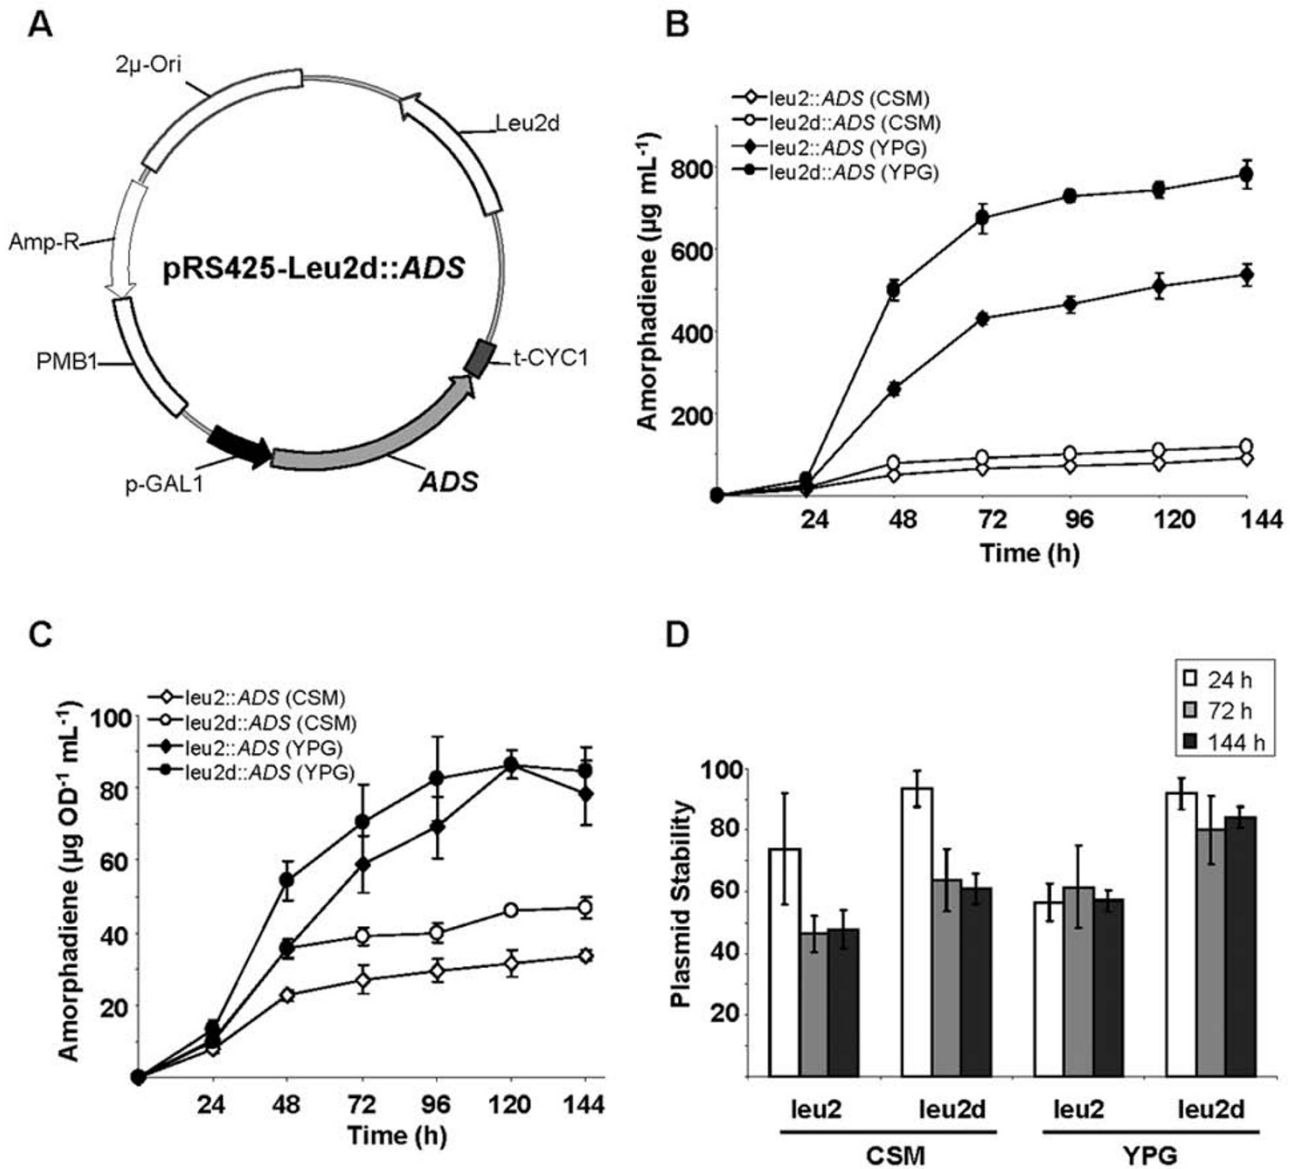 A
2µ-Ori
Leu2d
Amp-R
pRS425-Leu2d::ADS
PMB1
t-CYC1
p-GAL1
ADS
B
leu2::ADS (CSM)
leu2d::ADS (CSM)
leu2::ADS (YPG)
leu2d::ADS (YPG)
Amorphadiene (µg mL-1)
800
600
400
200
24 48 72 96 120 144
Time (h)
C
leu2::ADS (CSM)
leu2d::ADS (CSM)
leu2::ADS (YPG)
leu2d::ADS (YPG)
Amorphadiene (µg OD-1 mL-1)
100
80
60
40
20
24 48 72 96 120 144
Time (h)
D
24 h
72 h
144 h
Plasmid Stability
100
80
60
40
20
leu2 leu2d leu2 leu2d
CSM YPG